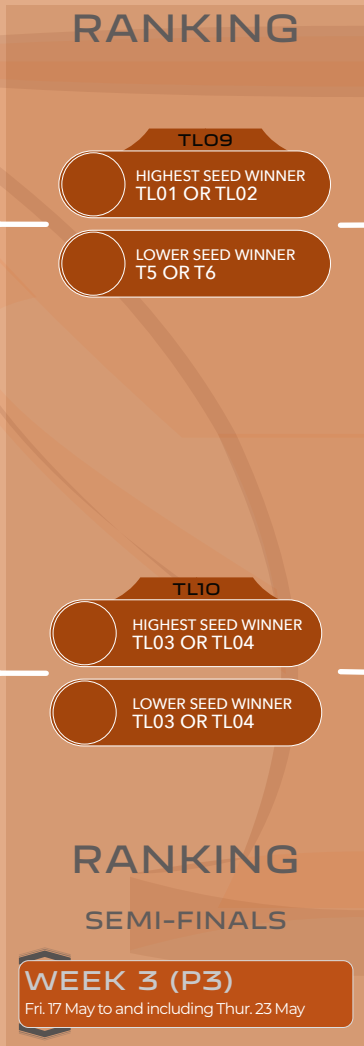 RANKING
TL09
HIGHEST SEED WINNER
TL01 OR TL02
LOWER SEED WINNER
T5 OR T6
TL10
HIGHEST SEED WINNER
TL03 OR TL04
LOWER SEED WINNER
TL03 OR TL04
RANKING
SEMI-FINALS
WEEK 3 (P3)
Fri. 17 May to and including Thur. 23 May